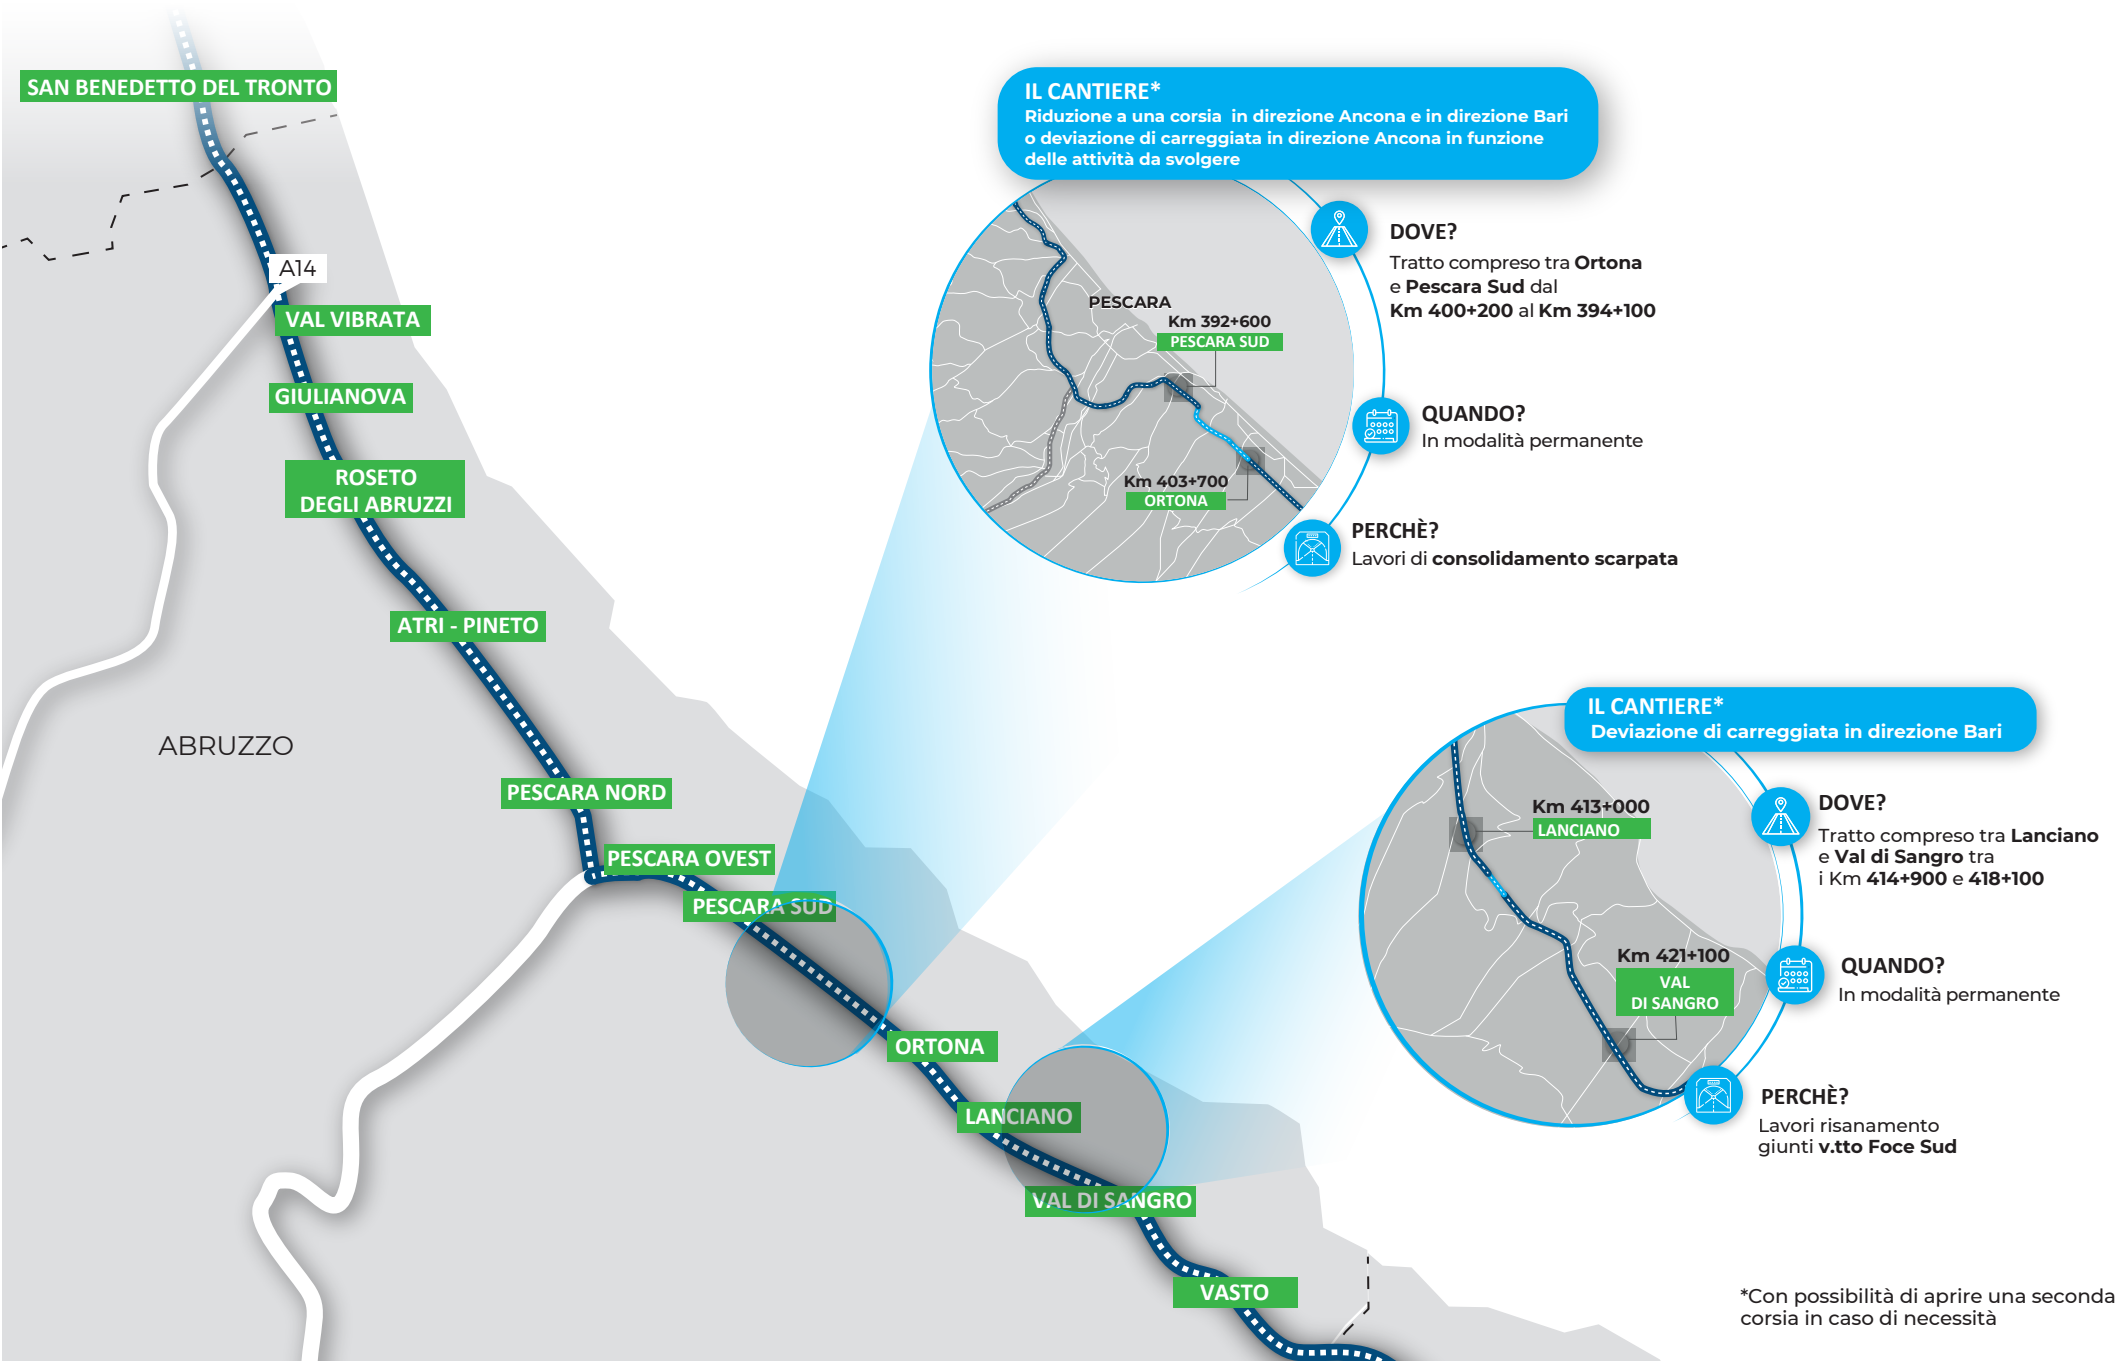 SAN BENEDETTO DEL TRONTO
A14
VAL VIBRATA
GIULIANOVA
ROSETO
DEGLI ABRUZZI
ATRI - PINETO
ABRUZZO
PESCARA NORD
PESCARA OVEST
PESCARA SUD
ORTONA
LANCIANO
VAL DI SANGRO
VASTO
IL CANTIERE*
Riduzione a una corsia in direzione Ancona e in direzione Bari
o deviazione di carreggiata in direzione Ancona in funzione
delle attività da svolgere
PESCARA
Km 392+600
PESCARA SUD
Km 403+700
ORTONA
DOVE?
Tratto compreso tra Ortona
e Pescara Sud dal
Km 400+200 al Km 394+100
QUANDO?
In modalità permanente
PERCHÈ?
Lavori di consolidamento scarpata
IL CANTIERE*
Deviazione di carreggiata in direzione Bari
Km 413+000
LANCIANO
Km 421+100
VAL
DI SANGRO
DOVE?
Tratto compreso tra Lanciano
e Val di Sangro tra
i Km 414+900 e 418+100
QUANDO?
In modalità permanente
PERCHÈ?
Lavori risanamento
giunti v.tto Foce Sud
*Con possibilità di aprire una seconda
corsia in caso di necessità